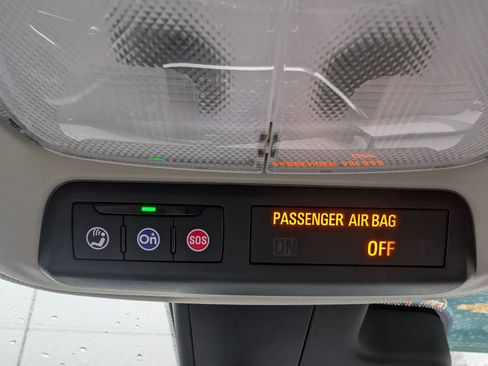 PASSENGER AIR BAG
On SOS ON OFF